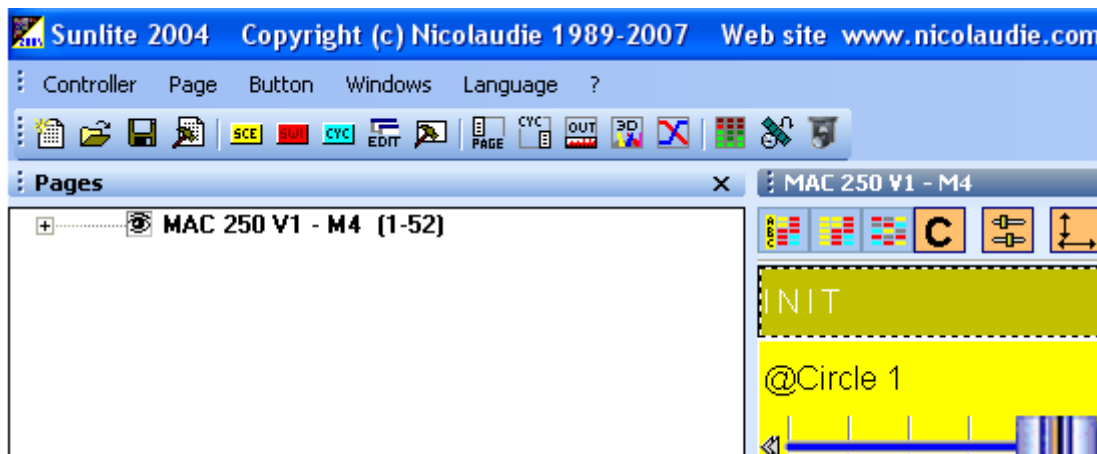 Sunlite 2004 Copyright (c) Nicolaudie 1989-2007 Web site www.nicolaudie.com
Controller Page Button Windows Language ?
SCE SWI CYC EDIT PAGE CYC OUT 3D
Pages
MAC 250 V1 - M4 (1-52)
MAC 250 V1 - M4
ABC C
INIT
@Circle 1